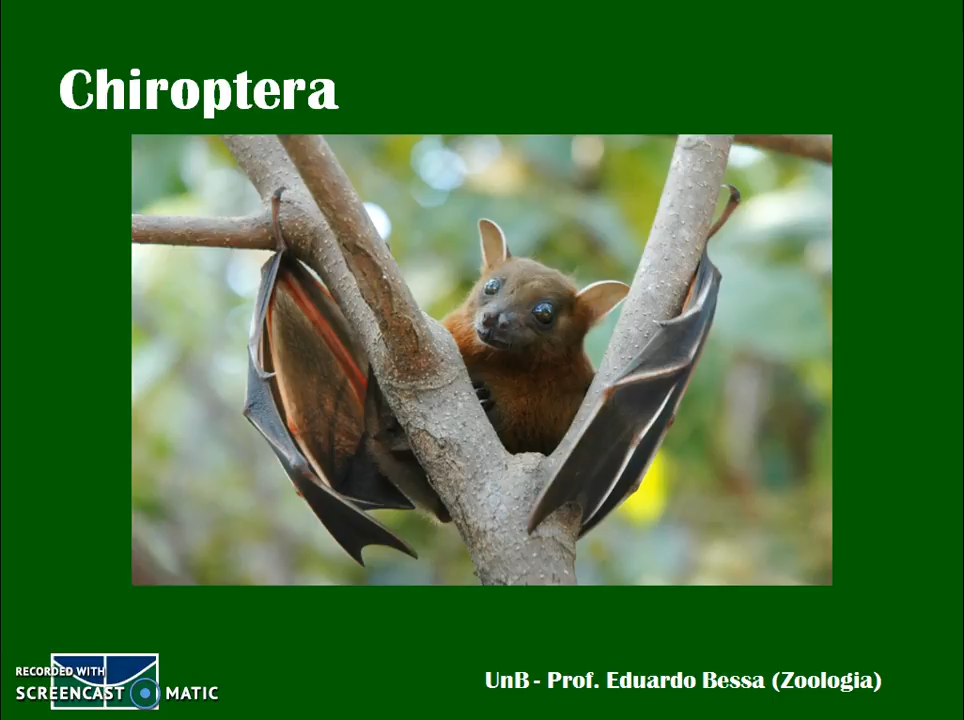 Chiroptera
RECORDED WITH
SCREENCAST MATIC
UnB - Prof. Eduardo Bessa (Zoologia)